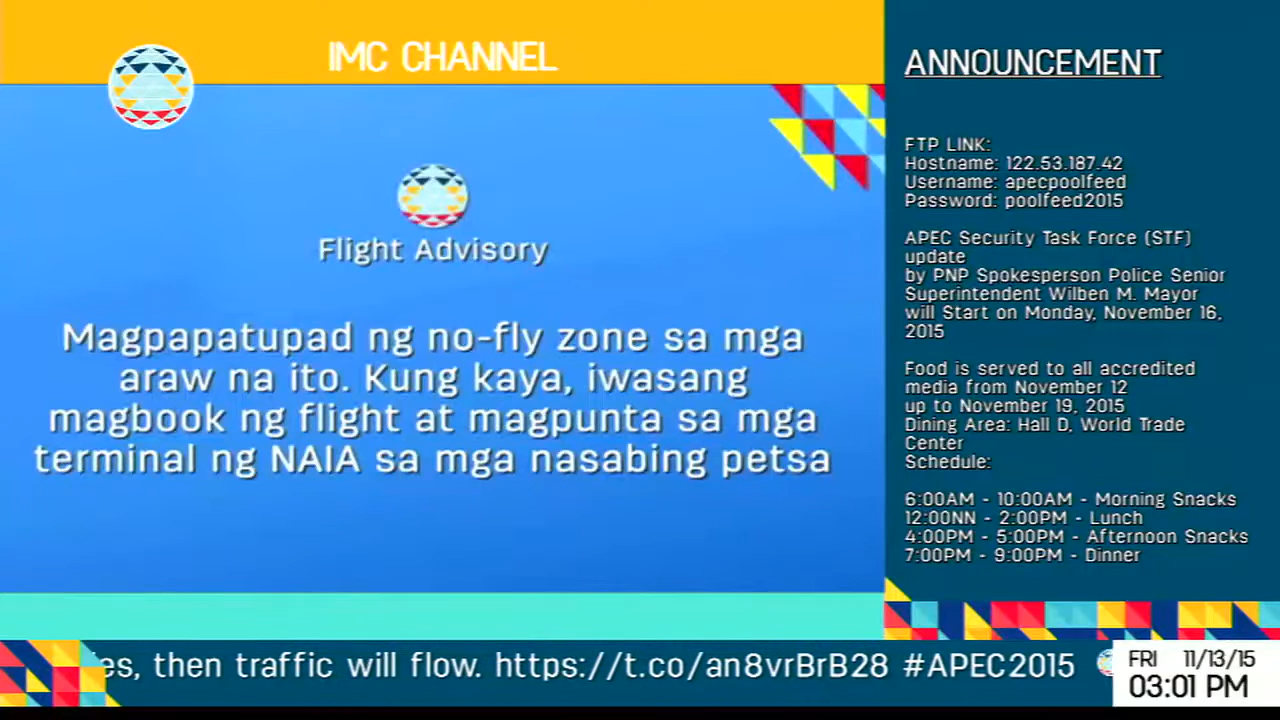 IMC CHANNEL
Flight Advisory
Magpapatupad ng no-fly zone sa mga
araw na ito. Kung kaya, iwasang
magbook ng flight at magpunta sa mga
terminal ng NAIA sa mga nasabing petsa
ANNOUNCEMENT
FTP LINK:
Hostname: 122.53.187.42
Username: apecpoolfeed
Password: poolfeed2015
APEC Security Task Force (STF)
update
by PNP Spokesperson Police Senior
Superintendent Wilben M. Mayor
will Start on Monday, November 16,
2015
Food is served to all accredited
media from November 12
up to November 19, 2015
Dining Area: Hall D, World Trade
Center
Schedule:
6:00AM - 10:00AM - Morning Snacks
12:00NN - 2:00PM - Lunch
4:00PM - 5:00PM - Afternoon Snacks
7:00PM - 9:00PM - Dinner
then traffic will flow. https://t.co/an8vrBrB28 #APEC2015
FRI 11/13/15
03:01 PM